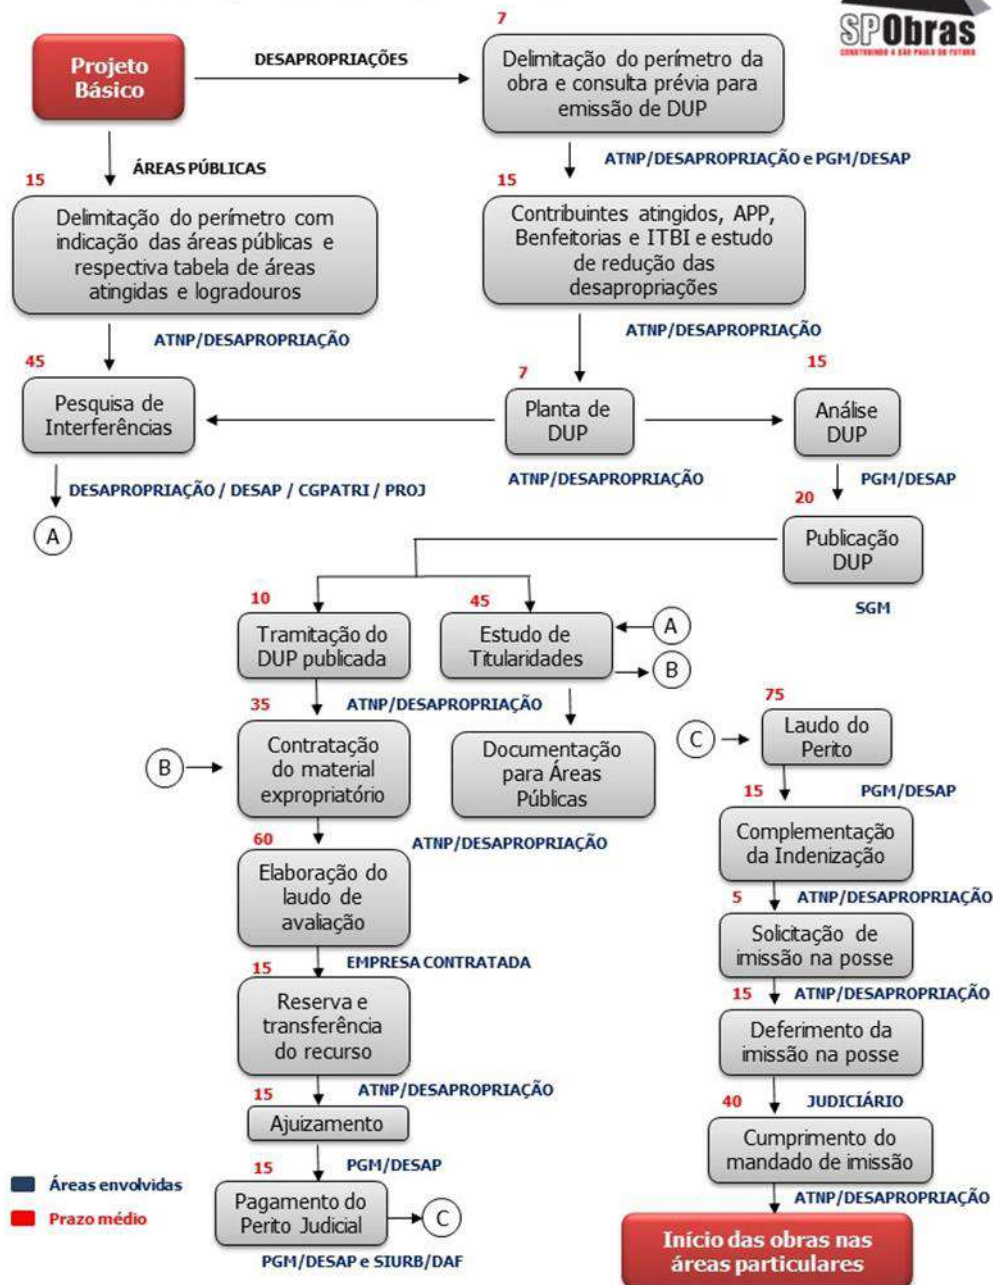 SPObras
CONSTRUINDO A SÃO PAULO DO FUTURO
Projeto
Básico
DESAPROPRIAÇÕES
7
Delimitação do perímetro da
obra e consulta prévia para
emissão de DUP
ÁREAS PÚBLICAS
ATNP/DESAPROPRIAÇÃO e PGM/DESAP
15
Delimitação do perímetro com
indicação das áreas públicas e
respectiva tabela de áreas
atingidas e logradouros
15
Contribuintes atingidos, APP,
Benfeitorias e ITBI e estudo
de redução das
desapropriações
ATNP/DESAPROPRIAÇÃO
ATNP/DESAPROPRIAÇÃO
45
Pesquisa de
Interferências
7
Planta de
DUP
15
Análise
DUP
DESAPROPRIAÇÃO / DESAP / CGPATRI / PROJ
ATNP/DESAPROPRIAÇÃO
PGM/DESAP
A
20
Publicação
DUP
SGM
10
Tramitação do
DUP publicada
45
Estudo de
Titularidades
A
B
ATNP/DESAPROPRIAÇÃO
35
Contratação
do material
expropriatório
B
Documentação
para Áreas
Públicas
C
75
Laudo do
Perito
PGM/DESAP
ATNP/DESAPROPRIAÇÃO
15
Complementação
da Indenização
60
Elaboração do
laudo de
avaliação
ATNP/DESAPROPRIAÇÃO
5
Solicitação de
imissão na posse
EMPRESA CONTRATADA
15
Reserva e
transferência
do recurso
ATNP/DESAPROPRIAÇÃO
15
Deferimento da
imissão na posse
ATNP/DESAPROPRIAÇÃO
15
Ajuizamento
JUDICIÁRIO
40
Cumprimento do
mandado de imissão
PGM/DESAP
15
Pagamento do
Perito Judicial
C
ATNP/DESAPROPRIAÇÃO
PGM/DESAP e SIURB/DAF
Início das obras nas
áreas particulares
Áreas envolvidas
Prazo médio